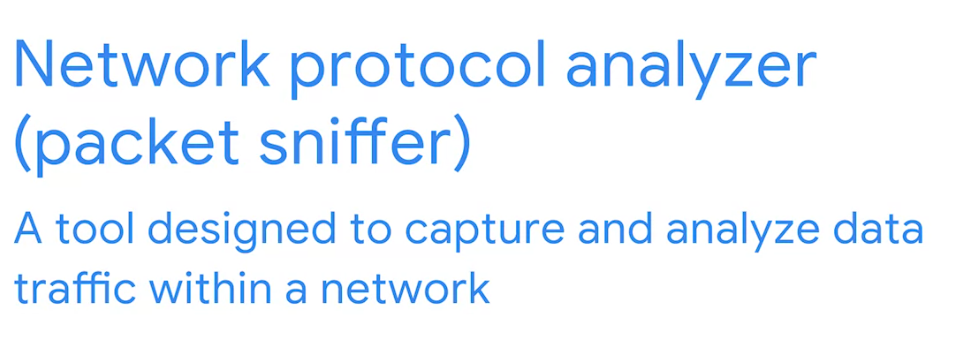 Network protocol analyzer
(packet sniffer)
A tool designed to capture and analyze data
traffic within a network